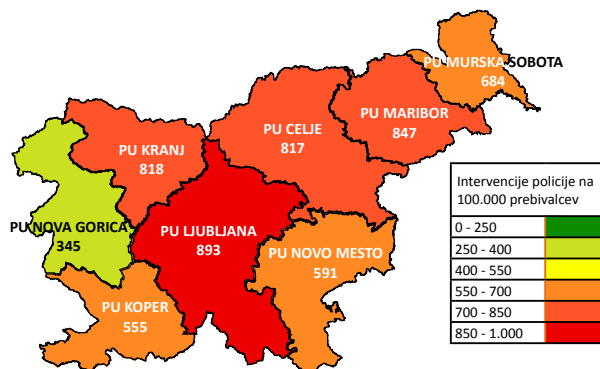 PU MURSKA SOBOTA
684
PU MARIBOR
847
PU CELJE
817
PU KRANJ
818
PU NOVA GORICA
345
PU LJUBLJANA
893
PU NOVO MESTO
591
PU KOPER
555
Intervencije policije na
100.000 prebivalcev
0 - 250
250 - 400
400 - 550
550 - 700
700 - 850
850 - 1.000